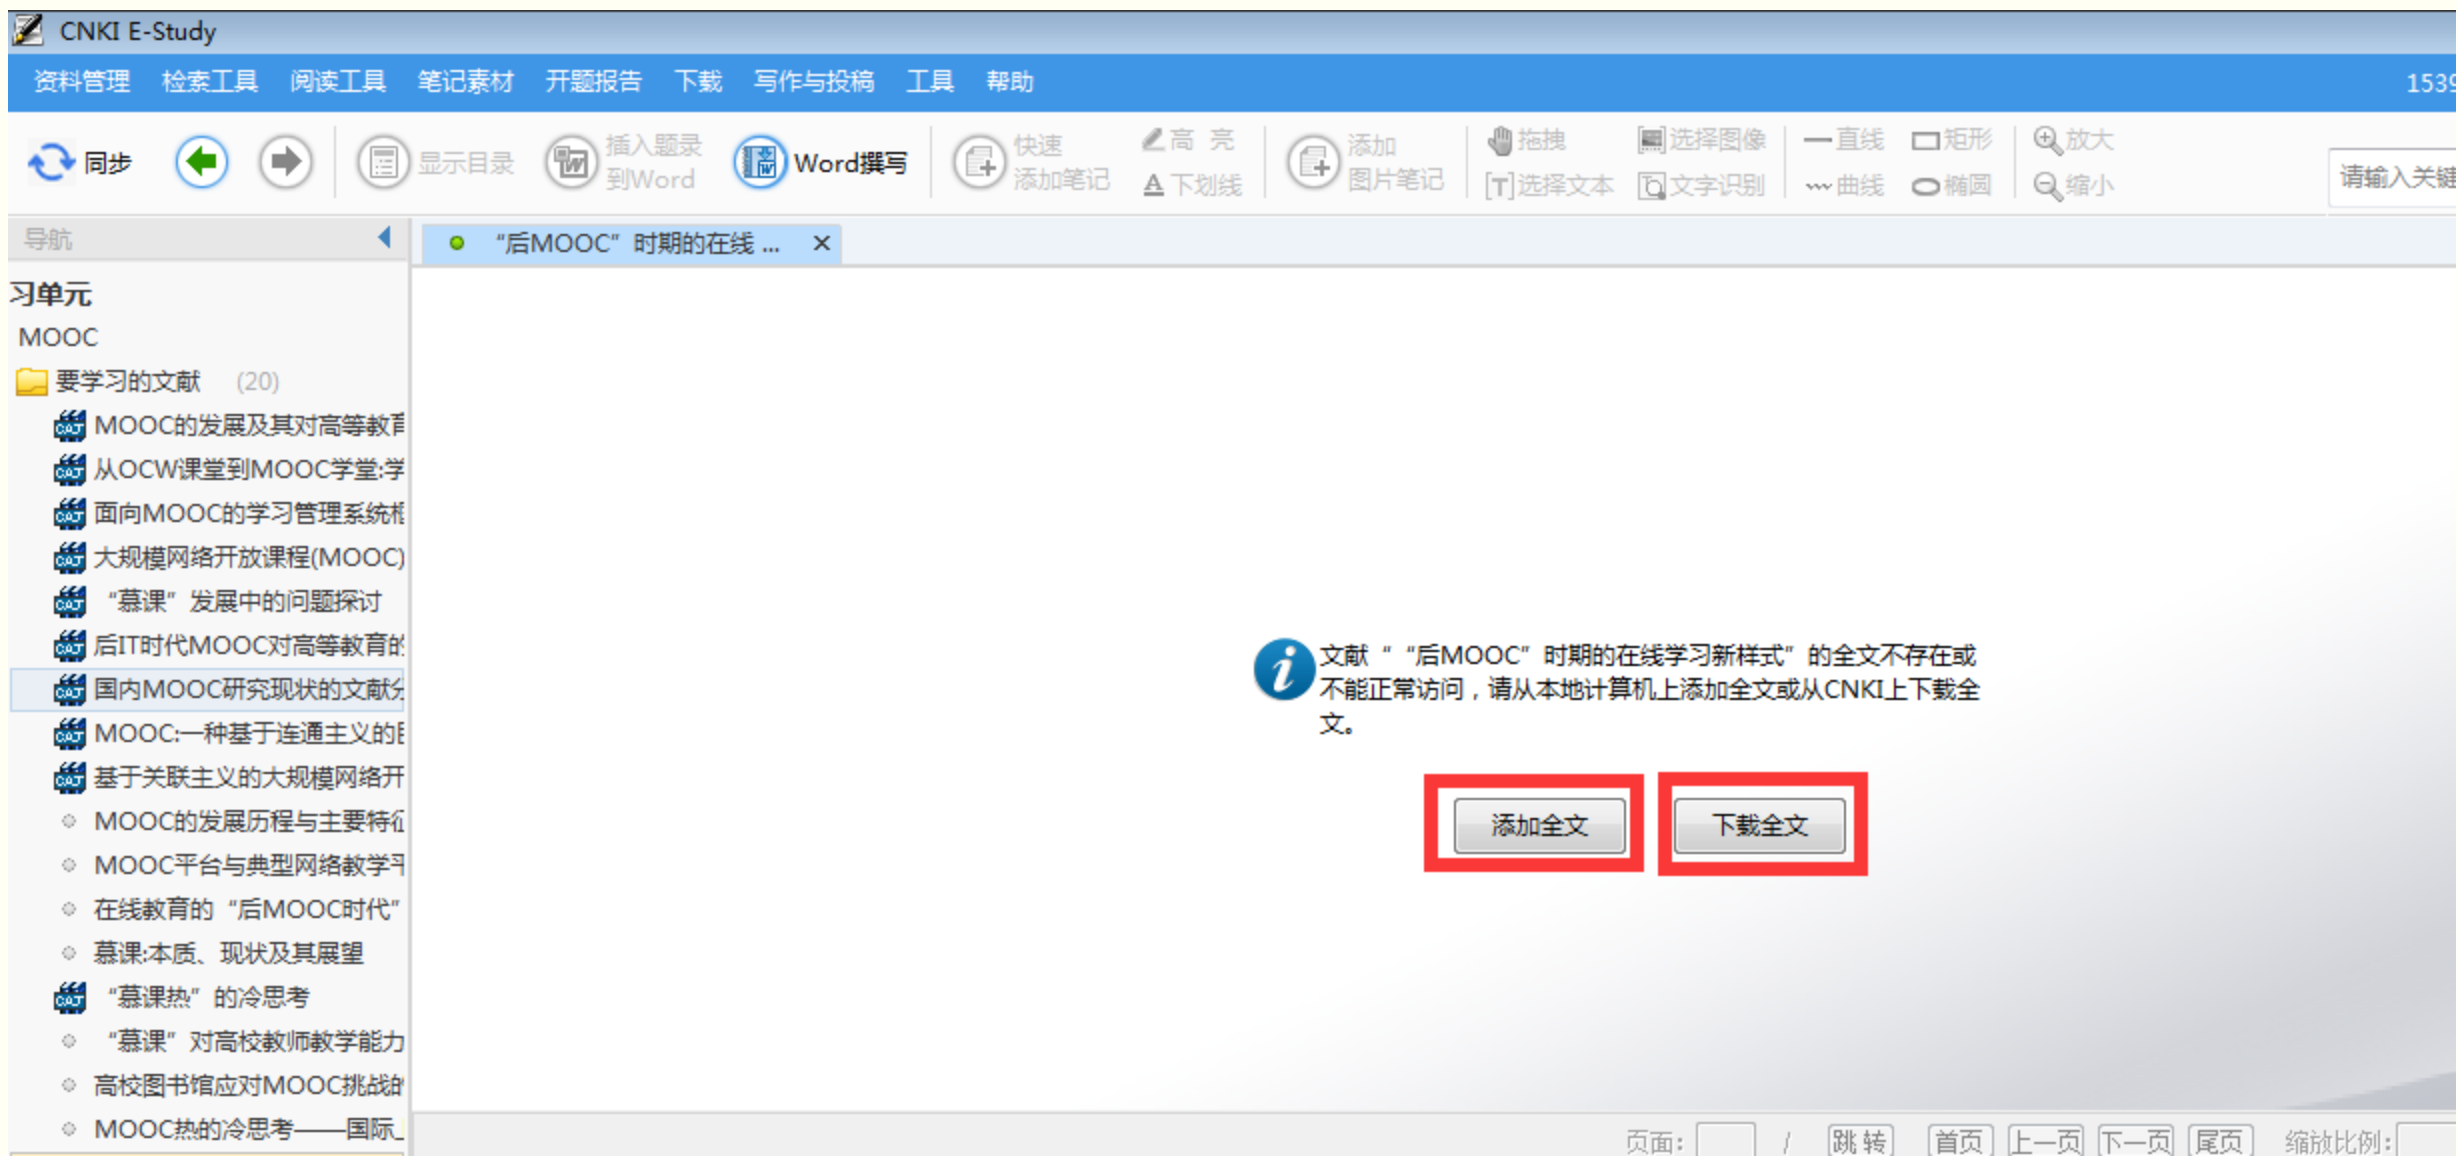 CNKI E-Study
资料管理 检索工具 阅读工具 笔记素材 开题报告 下载 写作与投稿 工具 帮助 1539
同步 显示目录 插入题录到Word Word撰写 快速添加笔记 高 亮 下划线 添加图片笔记 拖拽 [T]选择文本 选择图像 文字识别 直线 曲线 矩形 椭圆 放大 缩小 请输入关键
导航
“后MOOC”时期的在线 ... ×
习单元
MOOC
要学习的文献 (20)
MOOC的发展及其对高等教育
从OCW课堂到MOOC学堂:学
面向MOOC的学习管理系统框
大规模网络开放课程(MOOC)
“慕课”发展中的问题探讨
后IT时代MOOC对高等教育的
国内MOOC研究现状的文献分
MOOC:一种基于连通主义的
基于关联主义的大规模网络开
MOOC的发展历程与主要特征
MOOC平台与典型网络教学平
在线教育的“后MOOC时代”
慕课:本质、现状及其展望
“慕课热”的冷思考
“慕课”对高校教师教学能力
高校图书馆应对MOOC挑战的
MOOC热的冷思考——国际上
文献““后MOOC”时期的在线学习新样式”的全文不存在或
不能正常访问，请从本地计算机上添加全文或从CNKI上下载全
文。
添加全文 下载全文
页面: / 跳 转 首页 上一页 下一页 尾页 缩放比例: